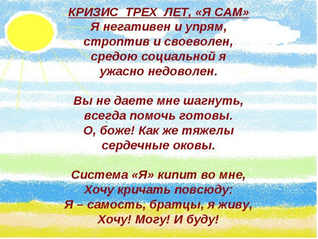 КРИЗИС ТРЕХ ЛЕТ, «Я САМ»
Я негативен и упрям,
строптив и своеволен,
средою социальной я
ужасно недоволен.
Вы не даете мне шагнуть,
всегда помочь готовы.
О, боже! Как же тяжелы
сердечные оковы.
Система «Я» кипит во мне,
Хочу кричать повсюду:
Я – самость, братцы, я живу,
Хочу! Могу! И буду!